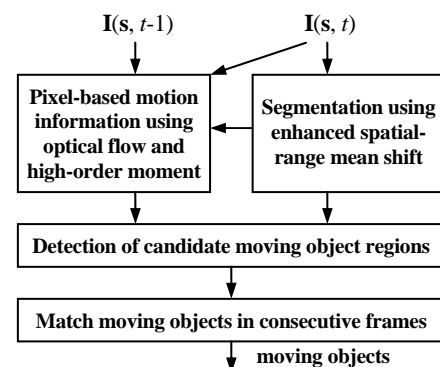 I(s, t-1) I(s, t)
Pixel-based motion
information using
optical flow and
high-order moment
Segmentation using
enhanced spatial-
range mean shift
Detection of candidate moving object regions
Match moving objects in consecutive frames
moving objects